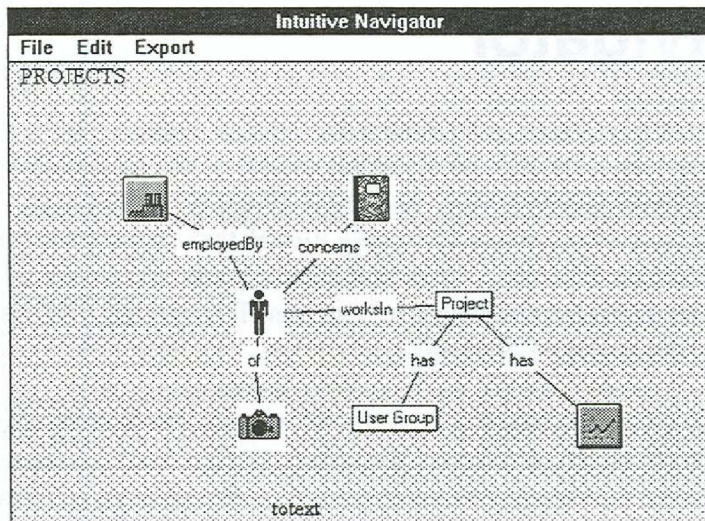 Intuitive Navigator
File Edit Export
PROJECTS
employedBy
concerns
worksIn
Project
of
has
has
User Group
totext